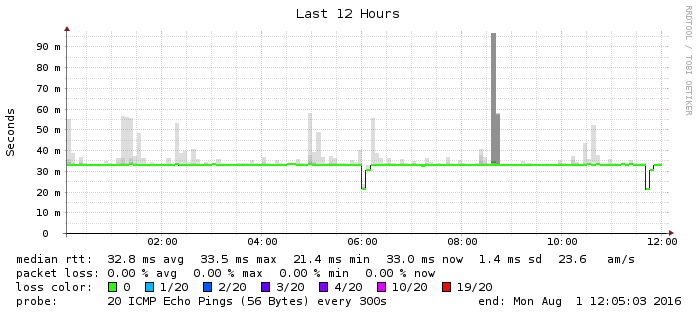 Last 12 Hours
RRDTOOL / TOBI OETIKER
Seconds
90 m
80 m
70 m
60 m
50 m
40 m
30 m
20 m
10 m
0
02:00 04:00 06:00 08:00 10:00 12:00
median rtt: 32.8 ms avg 33.5 ms max 21.4 ms min 33.0 ms now 1.4 ms sd 23.6 am/s
packet loss: 0.00 % avg 0.00 % max 0.00 % min 0.00 % now
loss color: 0 1/20 2/20 3/20 4/20 10/20 19/20
probe: 20 ICMP Echo Pings (56 Bytes) every 300s end: Mon Aug 1 12:05:03 2016